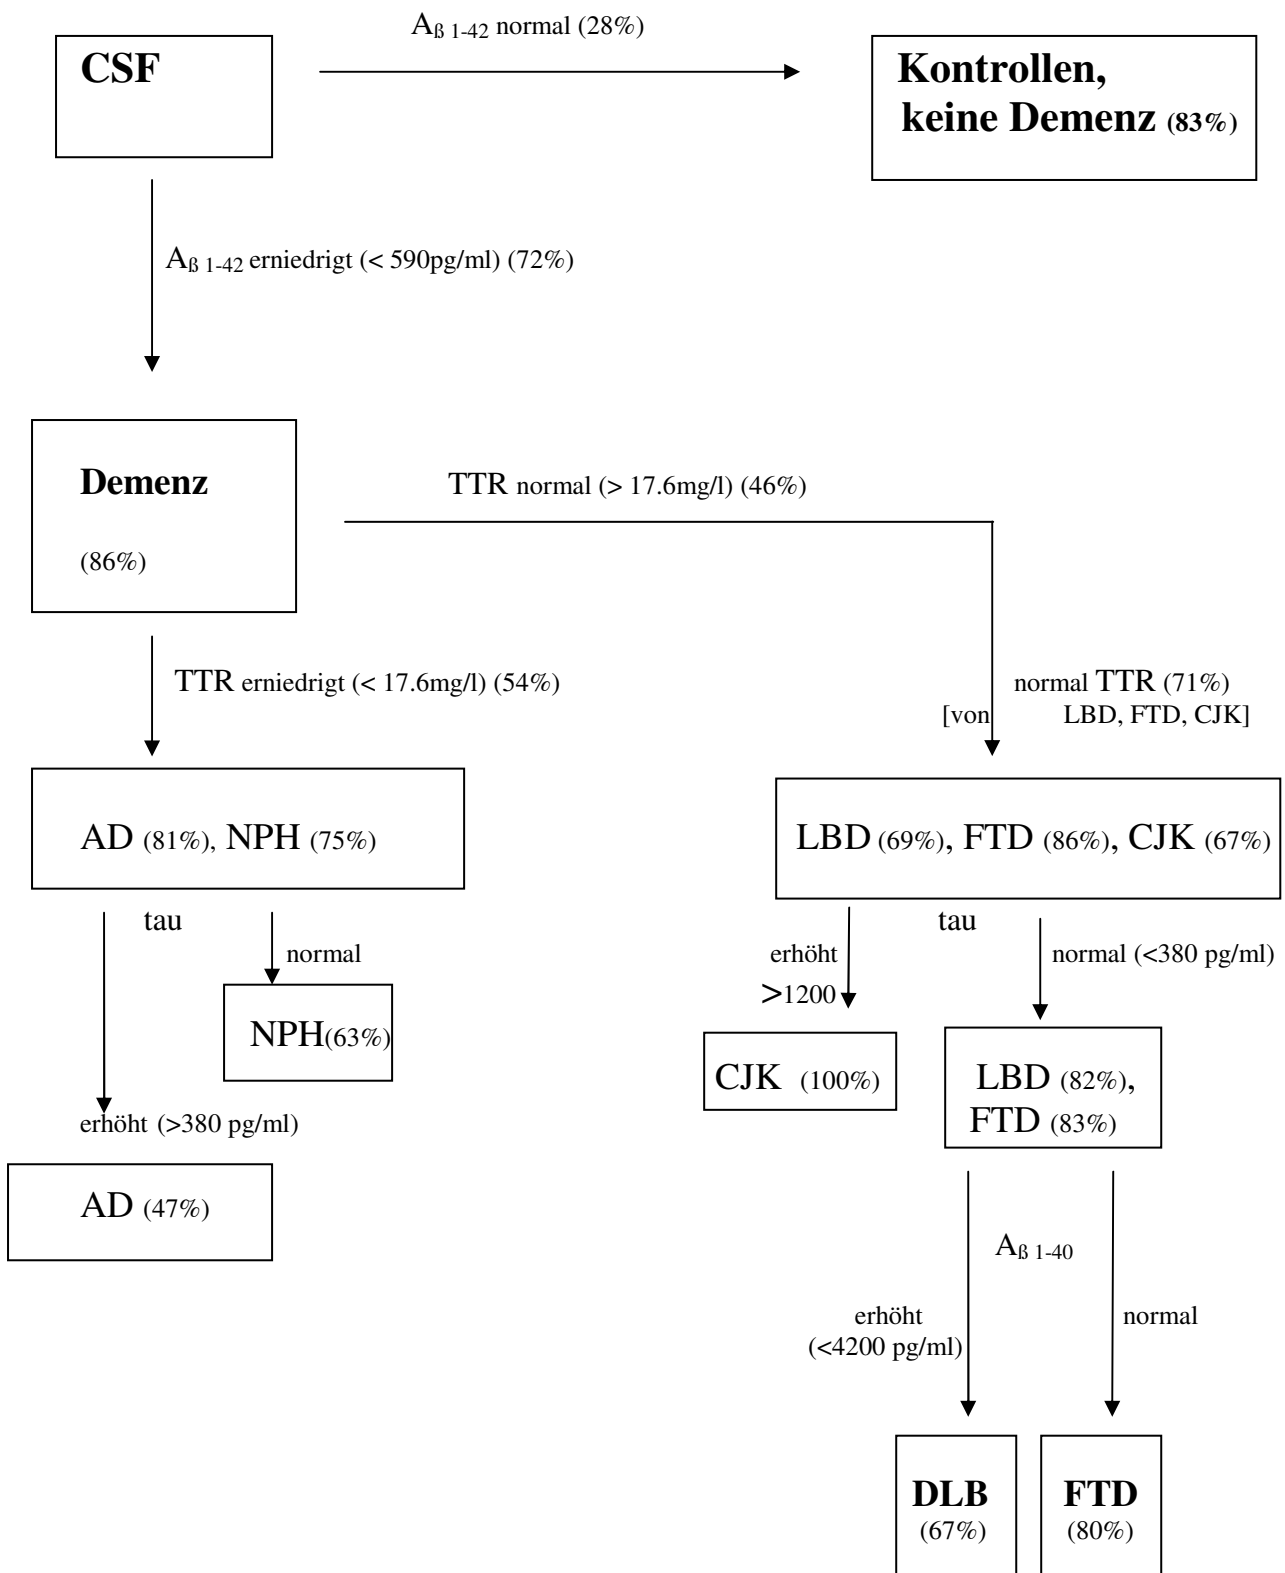 Aß 1-42 normal (28%)
CSF
Kontrollen,
keine Demenz (83%)
Aß 1-42 erniedrigt (< 590pg/ml) (72%)
Demenz
(86%)
TTR normal (> 17.6mg/l) (46%)
TTR erniedrigt (< 17.6mg/l) (54%)
normal TTR (71%)
[von LBD, FTD, CJK]
AD (81%), NPH (75%)
LBD (69%), FTD (86%), CJK (67%)
tau
normal
NPH(63%)
erhöht (>380 pg/ml)
AD (47%)
tau
erhöht
>1200
normal (<380 pg/ml)
CJK (100%)
LBD (82%),
FTD (83%)
Aß 1-40
erhöht
(<4200 pg/ml)
normal
DLB
(67%)
FTD
(80%)